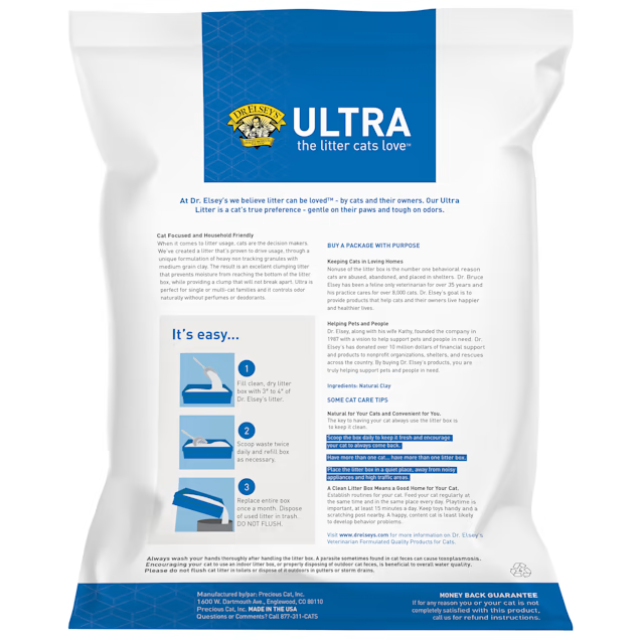 DR. ELSEY'S
ULTRA
the litter cats love™
At Dr. Elsey's we believe litter can be loved™ - by cats and their owners. Our Ultra
Litter is a cat's true preference - gentle on their paws and tough on odors.
Cat Focused and Household Friendly
When it comes to litter usage, cats are the decision makers.
We've created a litter that's proven to drive usage, through a
unique formulation of heavy non-tracking granules with
medium-grain clay. The result is an excellent clumping litter
that prevents moisture from reaching the bottom of the litter
box, while providing a clump that will not break apart. Ultra is
perfect for single or multi-cat families and it controls odor
naturally without perfumes or deodorants.
It's easy...
1
Fill clean, dry litter
box with 3" to 4" of
Dr. Elsey's litter.
2
Scoop waste twice
daily and refill box
as necessary.
3
Replace entire box
once a month. Dispose
of used litter in trash.
DO NOT FLUSH.
BUY A PACKAGE WITH PURPOSE
Keeping Cats in Loving Homes
Nonuse of the litter box is the number one behavioral reason
cats are abused, abandoned, and placed in shelters. Dr. Bruce
Elsey has been a feline only veterinarian for over 35 years and
his practice cares for over 8,000 cats. Dr. Elsey's goal is to
provide products that help cats and their owners live happier
and healthier lives.
Helping Pets and People
Dr. Elsey, along with his wife Kathy, founded the company in
1987 with a vision to help support pets and people in need. Dr.
Elsey's has donated over 10 million dollars of financial support
and products to nonprofit organizations, shelters, and rescues
across the country. By buying Dr. Elsey's products, you are
truly helping support pets and people in need.
Ingredients: Natural Clay
SOME CAT CARE TIPS
Natural for Your Cats and Convenient for You.
The key to having your cat always use the litter box is
to keep it clean.
Scoop the box daily to keep it fresh and encourage
your cat to always come back.
Have more than one cat... have more than one litter box.
Place the litter box in a quiet place, away from noisy
appliances and high traffic areas.
A Clean Litter Box Means a Good Home for Your Cat.
Establish routines for your cat. Feed your cat regularly at
the same time and in the same place every day. Playtime is
important, at least 15 minutes a day. Keep toys handy and a
scratching post nearby. A happy, content cat is least likely
to develop behavior problems.
Visit www.drelseys.com for more information on Dr. Elsey's
Veterinarian Formulated Quality Products for Cats.
Always wash your hands thoroughly after handling the litter box. A parasite sometimes found in cat feces can cause toxoplasmosis.
Encouraging your cat to use an indoor litter box, or properly disposing of outdoor cat feces, is beneficial to overall water quality.
Please do not flush cat litter in toilets or dispose of it outdoors in gutters or storm drains.
Manufactured by/par: Precious Cat, Inc.
1600 W. Dartmouth Ave., Englewood, CO 80110
Precious Cat, Inc. MADE IN THE USA
Questions or Comments? Call 877-311-CATS
MONEY BACK GUARANTEE
If for any reason you or your cat is not
completely satisfied with this product,
call us for refund instructions.